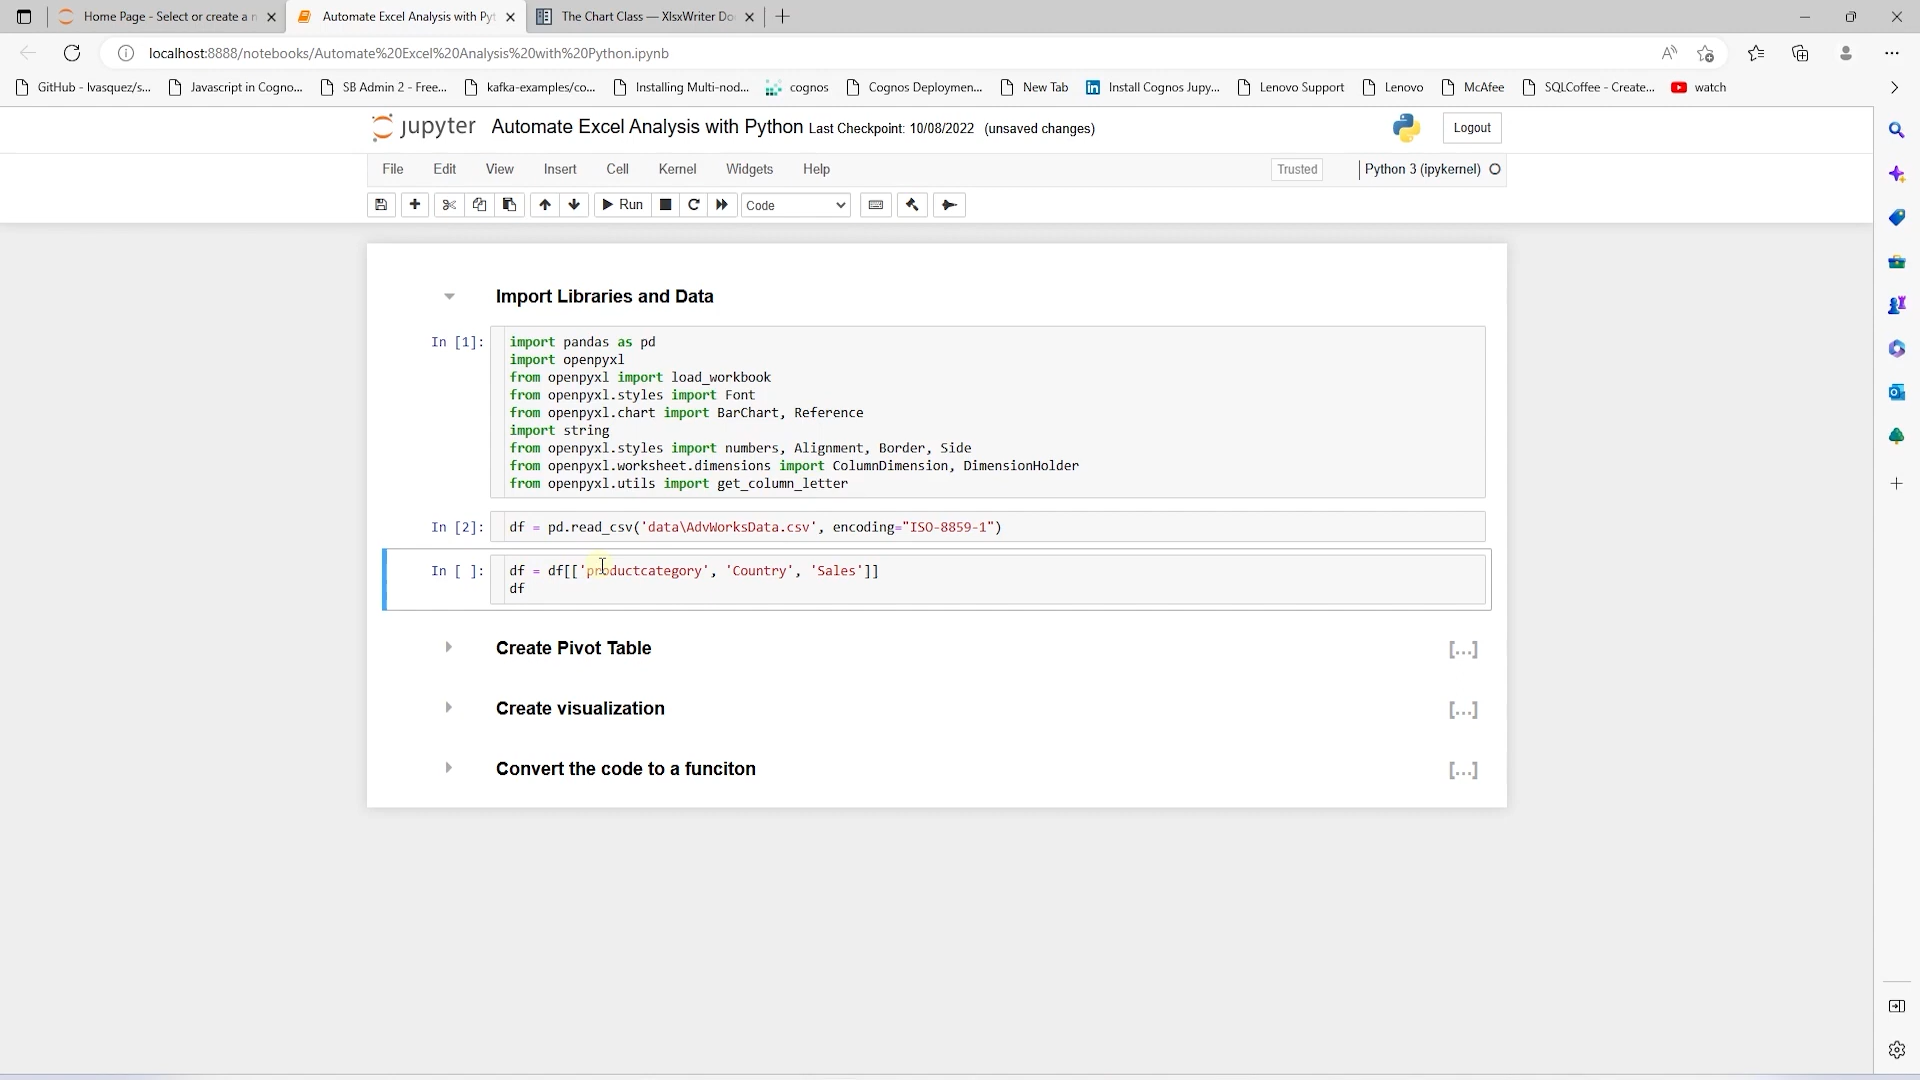 Home Page - Select or create a n
Automate Excel Analysis with Pyt
The Chart Class — XlsxWriter Do
localhost:8888/notebooks/Automate%20Excel%20Analysis%20with%20Python.ipynb
GitHub - lvasquez/s...
Javascript in Cogno...
SB Admin 2 - Free...
kafka-examples/co...
Installing Multi-nod...
cognos
Cognos Deploymen...
New Tab
Install Cognos Jupy...
Lenovo Support
Lenovo
McAfee
SQLCoffee - Create...
watch
jupyter Automate Excel Analysis with Python Last Checkpoint: 10/08/2022 (unsaved changes)
Logout
File Edit View Insert Cell Kernel Widgets Help
Trusted
Python 3 (ipykernel)
Run
Code
Import Libraries and Data
In [1]: import pandas as pd
import openpyxl
from openpyxl import load_workbook
from openpyxl.styles import Font
from openpyxl.chart import BarChart, Reference
import string
from openpyxl.styles import numbers, Alignment, Border, Side
from openpyxl.worksheet.dimensions import ColumnDimension, DimensionHolder
from openpyxl.utils import get_column_letter
In [2]: df = pd.read_csv('data\AdvWorksData.csv', encoding="ISO-8859-1")
In [ ]: df = df[['productcategory', 'Country', 'Sales']]
df
Create Pivot Table
[...]
Create visualization
[...]
Convert the code to a funciton
[...]